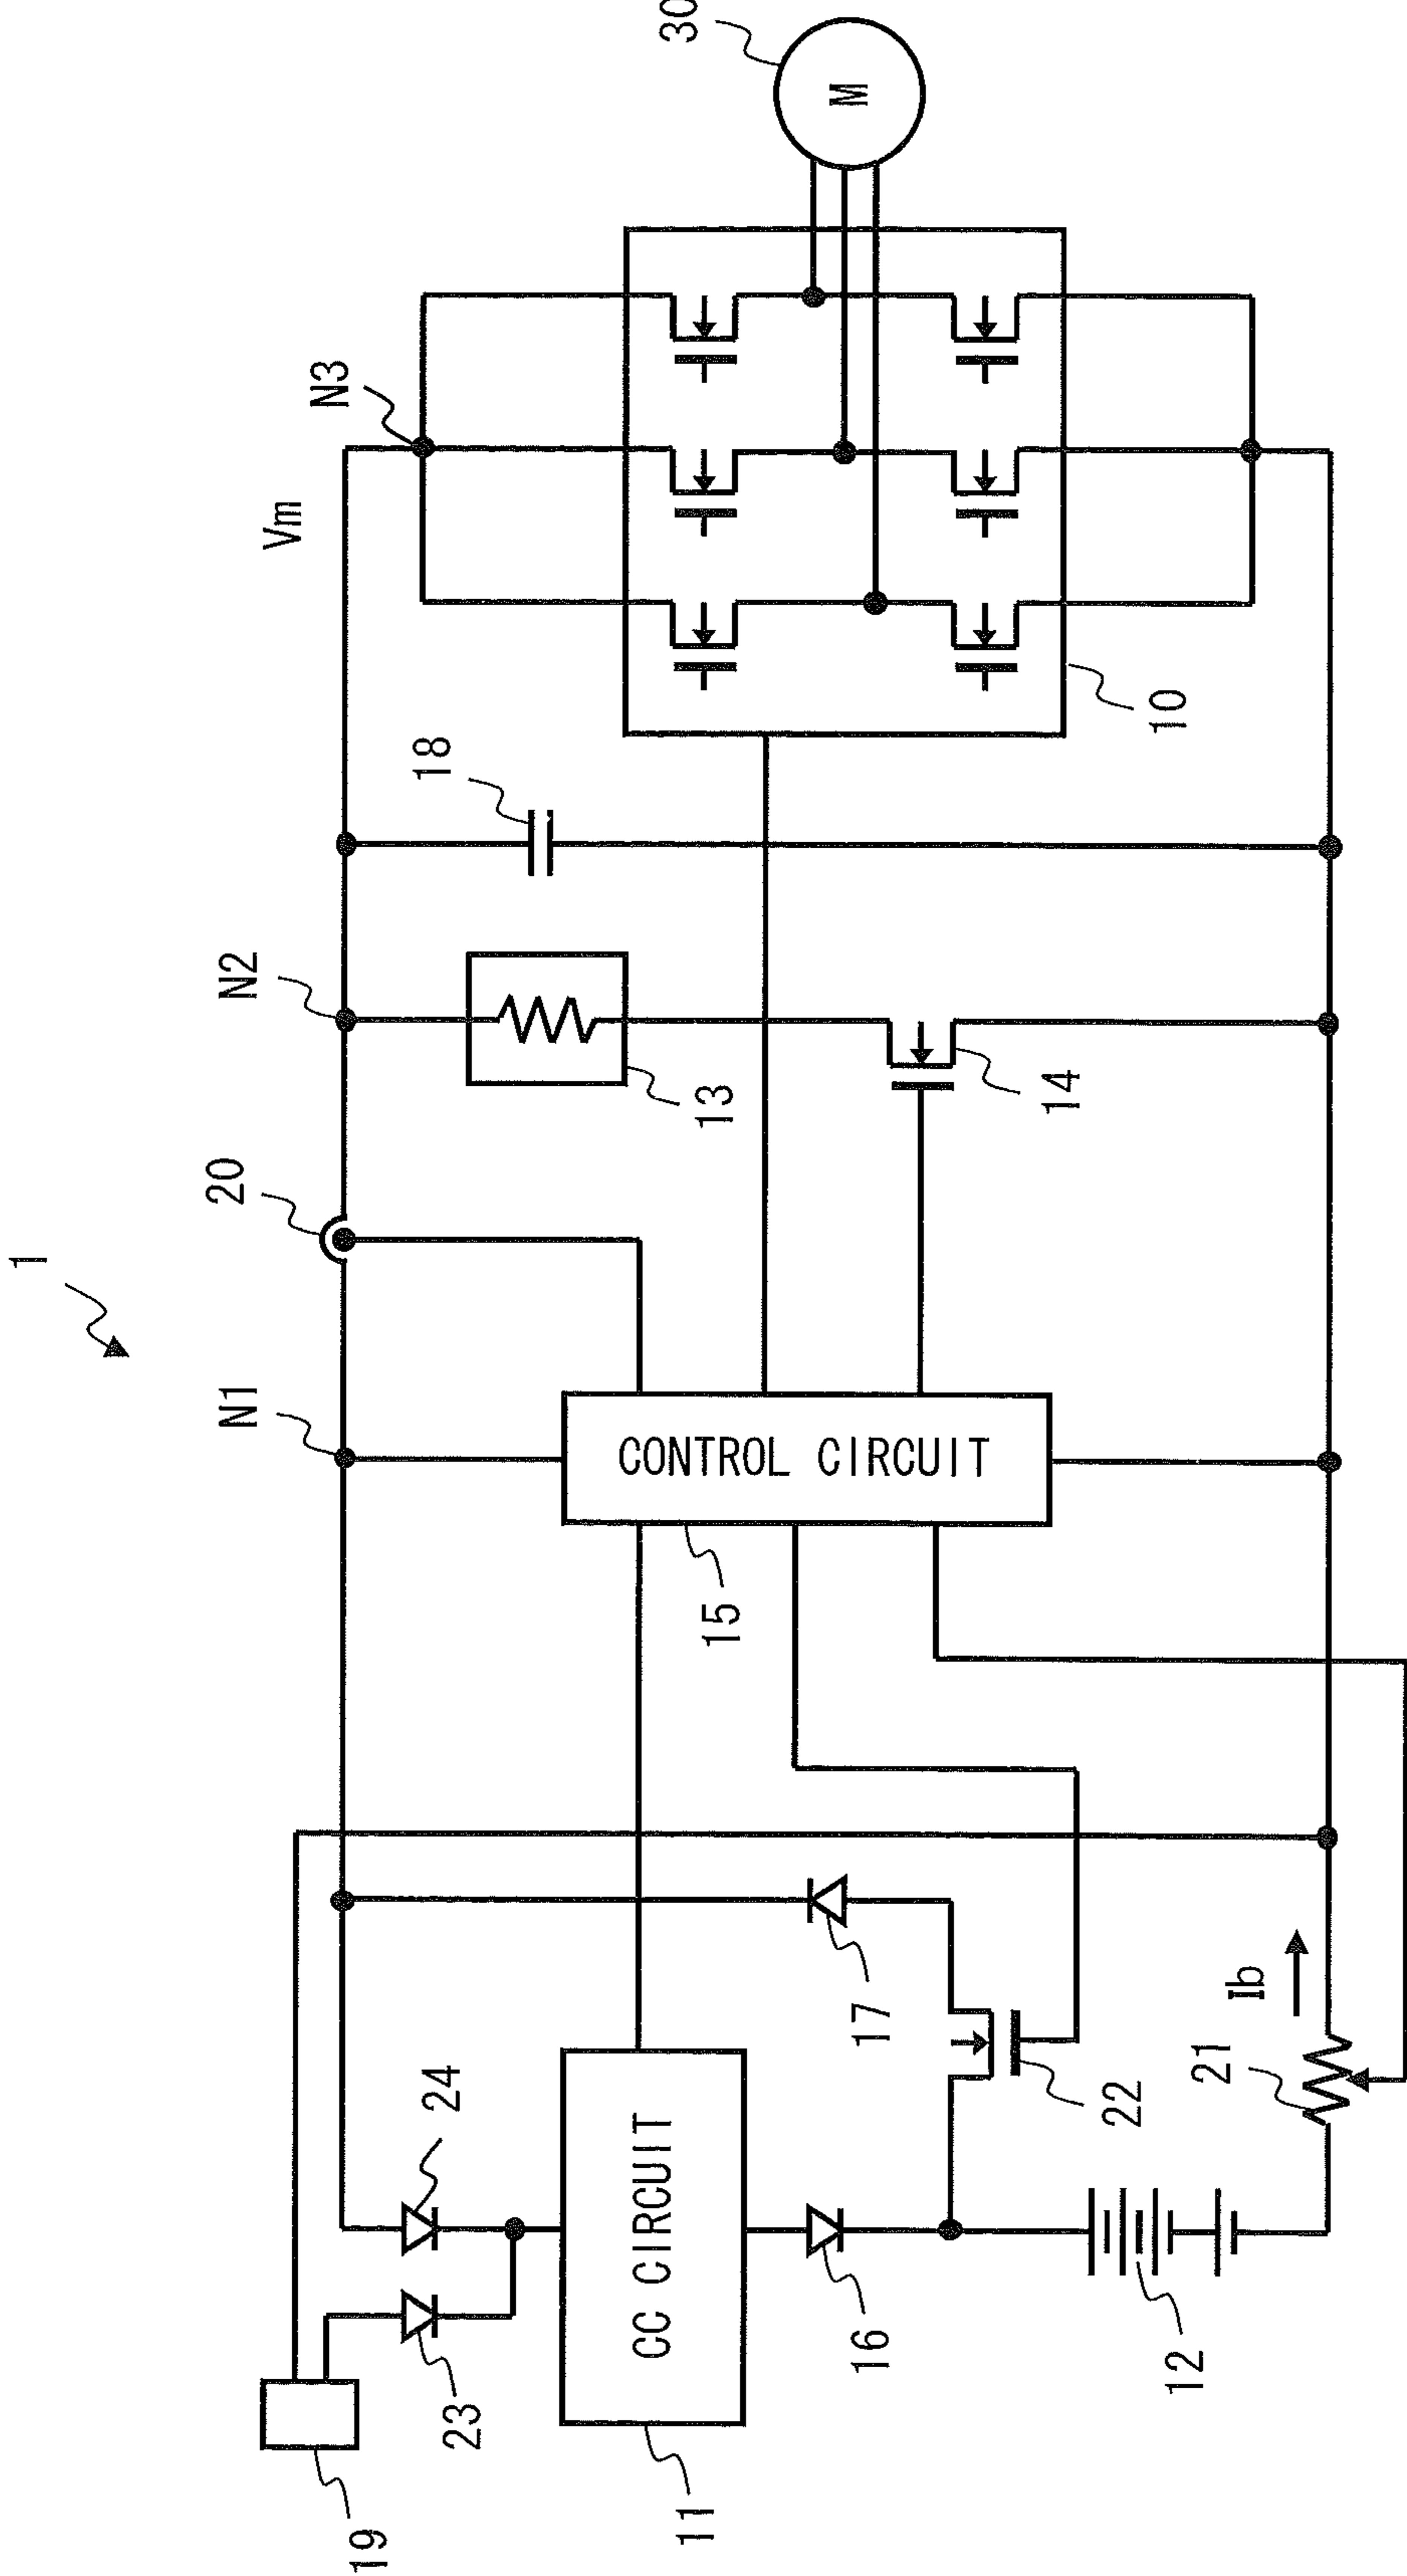 1
30
M
N3
Vm
10
18
N2
13
14
20
N1
CONTROL CIRCUIT
15
17
Ib
21
22
24
CC CIRCUIT
16
12
23
11
19